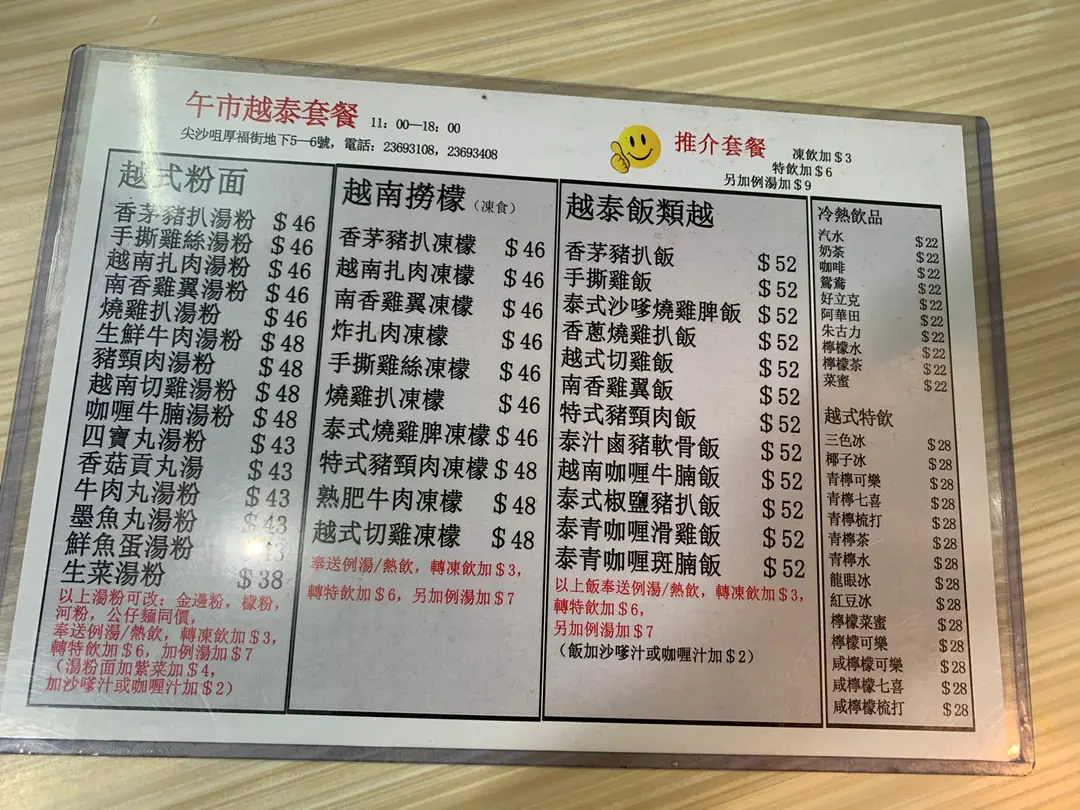 午市越泰套餐 11：00—18：00
尖沙咀厚福街地下5—6號，電話：23693108，23693408
推介套餐 凍飲加＄3
特飲加＄6
另加例湯加＄9
越式粉面
香茅豬扒湯粉 ＄46
手撕雞絲湯粉 ＄46
越南扎肉湯粉 ＄46
南香雞翼湯粉 ＄46
燒雞扒湯粉 ＄46
生鮮牛肉湯粉 ＄48
豬頸肉湯粉 ＄48
越南切雞湯粉 ＄48
咖喱牛腩湯粉 ＄48
四寶丸湯粉 ＄43
香菇貢丸湯 ＄43
牛肉丸湯粉 ＄43
墨魚丸湯粉 ＄43
鮮魚蛋湯粉
生菜湯粉 ＄38
以上湯粉可改：金邊粉，檬粉，
河粉，公仔麵同價，
奉送例湯/熱飲，轉凍飲加＄3，
轉特飲加＄6，加例湯加＄7
（湯粉面加紫菜加＄4，
加沙嗲汁或咖喱汁加＄2）
越南撈檬（凍食）
香茅豬扒凍檬 ＄46
越南扎肉凍檬 ＄46
南香雞翼凍檬 ＄46
炸扎肉凍檬 ＄46
手撕雞絲凍檬 ＄46
燒雞扒凍檬 ＄46
泰式燒雞脾凍檬 ＄46
特式豬頸肉凍檬 ＄48
熟肥牛肉凍檬 ＄48
越式切雞凍檬 ＄48
奉送例湯/熱飲，轉凍飲加＄3，
轉特飲加＄6，另加例湯加＄7
越泰飯類越
香茅豬扒飯 ＄52
手撕雞飯 ＄52
泰式沙嗲燒雞脾飯 ＄52
香蔥燒雞扒飯 ＄52
越式切雞飯 ＄52
南香雞翼飯 ＄52
特式豬頸肉飯 ＄52
泰汁鹵豬軟骨飯 ＄52
越南咖喱牛腩飯 ＄52
泰式椒鹽豬扒飯 ＄52
泰青咖喱滑雞飯 ＄52
泰青咖喱斑腩飯 ＄52
以上飯奉送例湯/熱飲，轉凍飲加＄3，
轉特飲加＄6，
另加例湯加＄7
（飯加沙嗲汁或咖喱汁加＄2）
冷熱飲品
汽水 ＄22
奶茶 ＄22
咖啡 ＄22
鴛鴦 ＄22
好立克 ＄22
阿華田 ＄22
朱古力 ＄22
檸檬水 ＄22
檸檬茶 ＄22
菜蜜 ＄22
越式特飲
三色冰 ＄28
椰子冰 ＄28
青檸可樂 ＄28
青檸七喜 ＄28
青檸梳打 ＄28
青檸茶 ＄28
青檸水 ＄28
龍眼冰 ＄28
紅豆冰 ＄28
檸檬菜蜜 ＄28
檸檬可樂 ＄28
咸檸檬可樂 ＄28
咸檸檬七喜 ＄28
咸檸檬梳打 ＄28